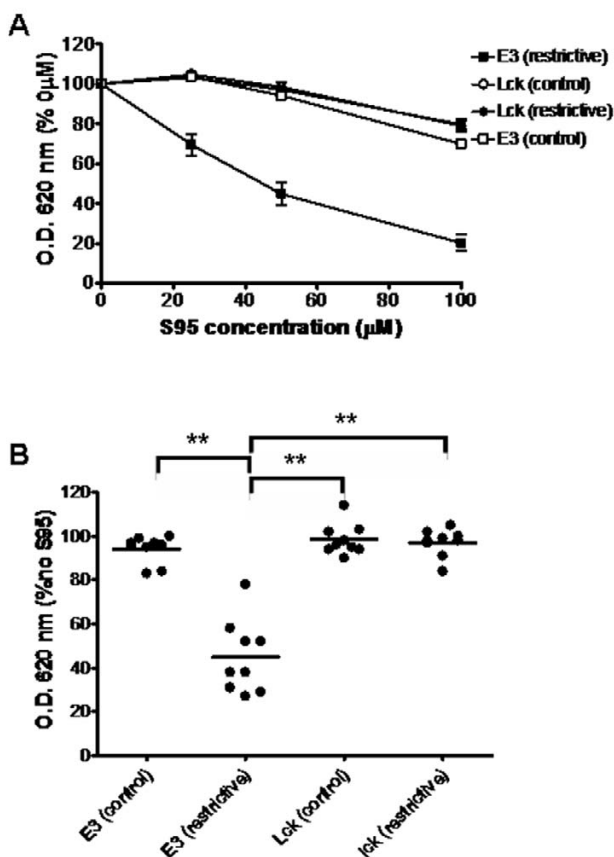 A
O.D. 620 nm (% 0μM)
120
100
80
60
40
20
0
0 20 40 60 80 100
S95 concentration (μM)
E3 (restrictive)
Lck (control)
Lck (restrictive)
E3 (control)
B
**
**
**
O.D. 620 nm (%no S95)
120
100
80
60
40
20
0
E3 (control)
E3 (restrictive)
Lck (control)
lck (restrictive)